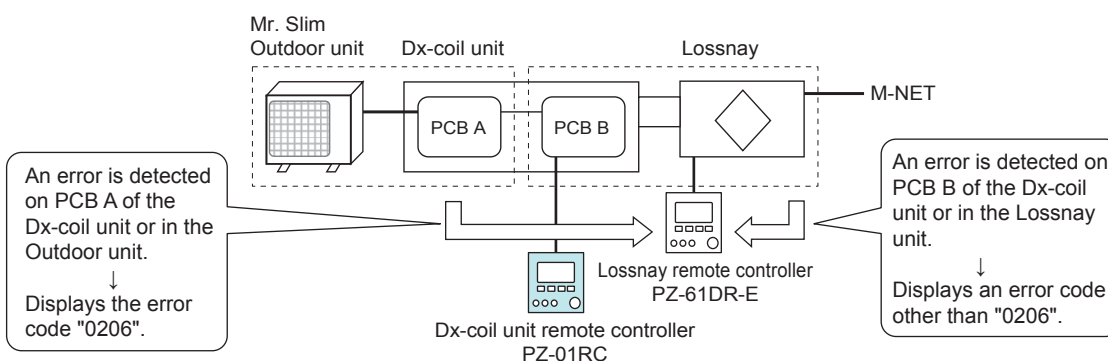 Mr. Slim
Outdoor unit
Dx-coil unit
Lossnay
M-NET
PCB A
PCB B
An error is detected
on PCB A of the
Dx-coil unit or in the
Outdoor unit.
↓
Displays the error
code "0206".
An error is detected on
PCB B of the Dx-coil
unit or in the Lossnay
unit.
↓
Displays an error code
other than "0206".
Lossnay remote controller
PZ-61DR-E
Dx-coil unit remote controller
PZ-01RC